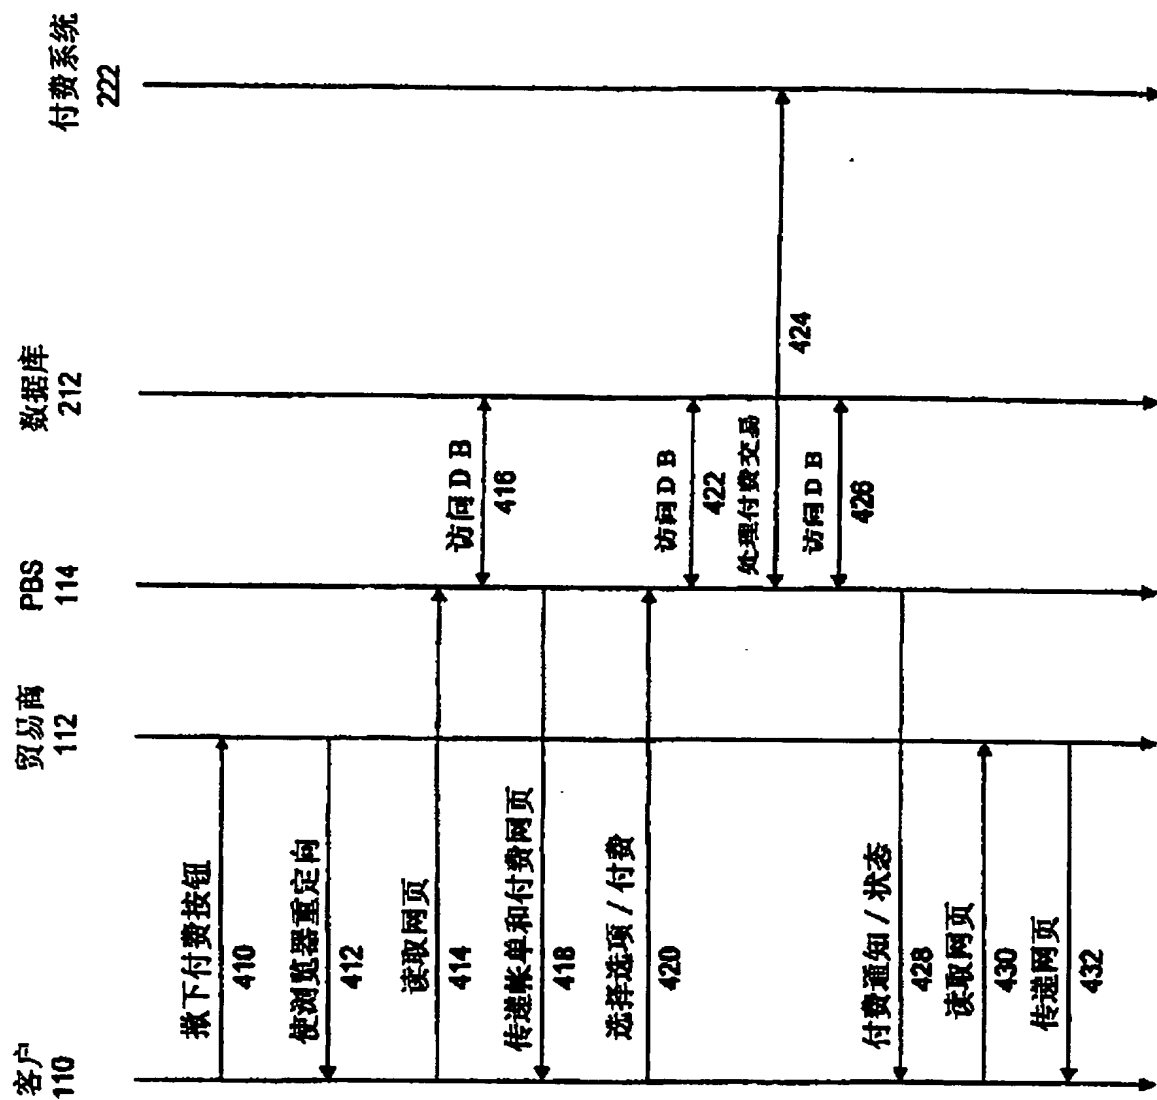 客户
110
贸易商
112
PBS
114
数据库
212
付费系统
222
揿下付费按钮
410
使浏览器重定向
412
读取网页
414
访问D B
416
传递帐单和付费网页
418
选择选项 / 付费
420
访问D B
422
处理付费交易
424
访问D B
426
付费通知 / 状态
428
读取网页
430
传递网页
432